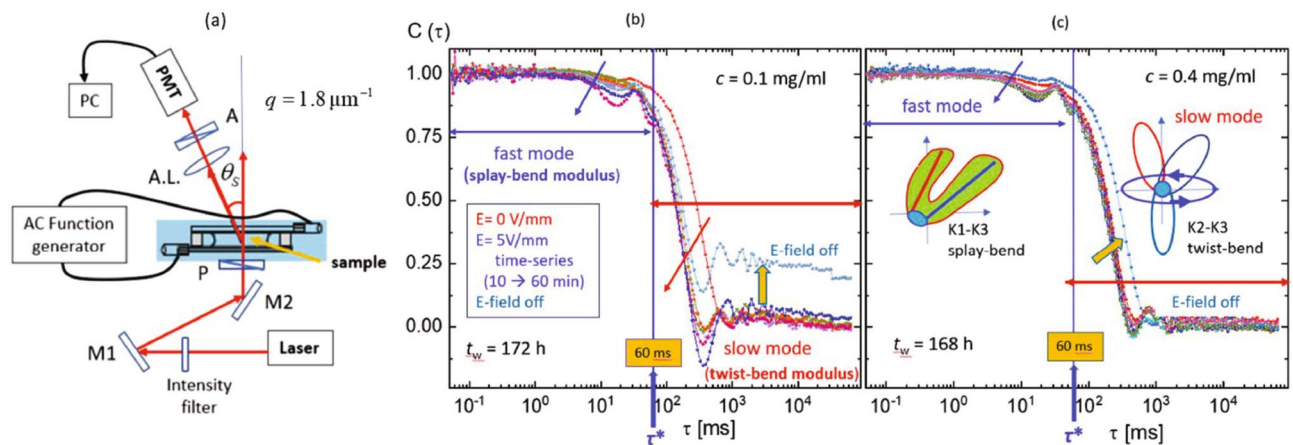 (a)
PMT
PC
A
q = 1.8 μm⁻¹
A.L.
θS
AC Function
generator
P
sample
M2
M1
Laser
Intensity
filter
(b)
C (τ)
c = 0.1 mg/ml
1.00
0.75
0.50
0.25
0.00
fast mode
(splay-bend modulus)
E= 0 V/mm
E= 5V/mm
time-series
(10 → 60 min)
E-field off
E-field off
tw = 172 h
60 ms
slow mode
(twist-bend modulus)
10⁻¹ 10⁰ 10¹ 10² 10³ 10⁴
τ*
τ [ms]
(c)
c = 0.4 mg/ml
fast mode
slow mode
K1-K3
splay-bend
K2-K3
twist-bend
E-field off
tw = 168 h
60 ms
10⁻¹ 10⁰ 10¹ 10² 10³ 10⁴
τ*
τ [ms]